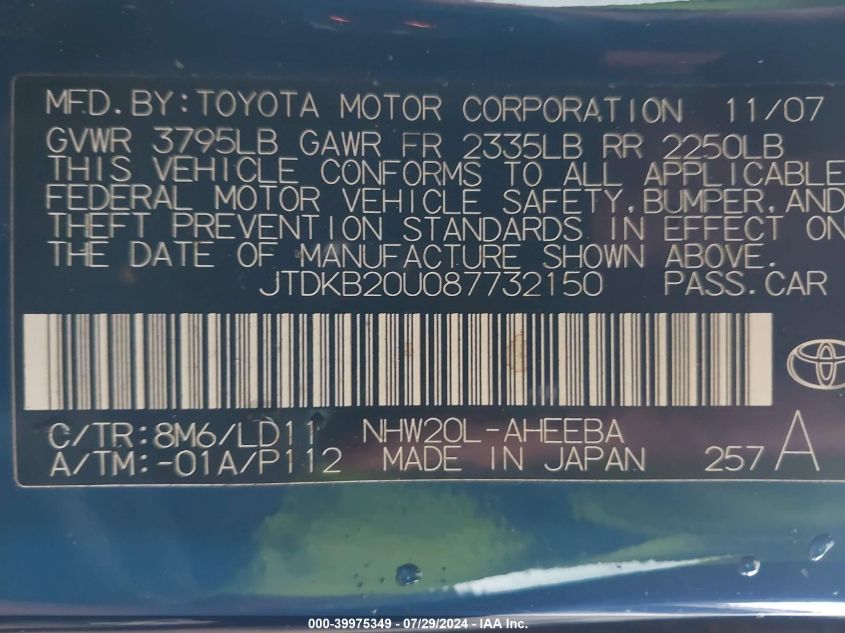 MFD.BY:TOYOTA MOTOR CORPORATION 11/07
GVWR 3795LB GAWR FR 2335LB RR 2250LB
THIS VEHICLE CONFORMS TO ALL APPLICABLE
FEDERAL MOTOR VEHICLE SAFETY,BUMPER,AND
THEFT PREVENTION STANDARDS IN EFFECT ON
THE DATE OF MANUFACTURE SHOWN ABOVE.
JTDKB20U087732150 PASS.CAR
C/TR:8M6/LD11 NHW20L-AHEEBA
A/TM:-01A/P112 MADE IN JAPAN 257 A
000-39975349 - 07/29/2024 - IAA Inc.